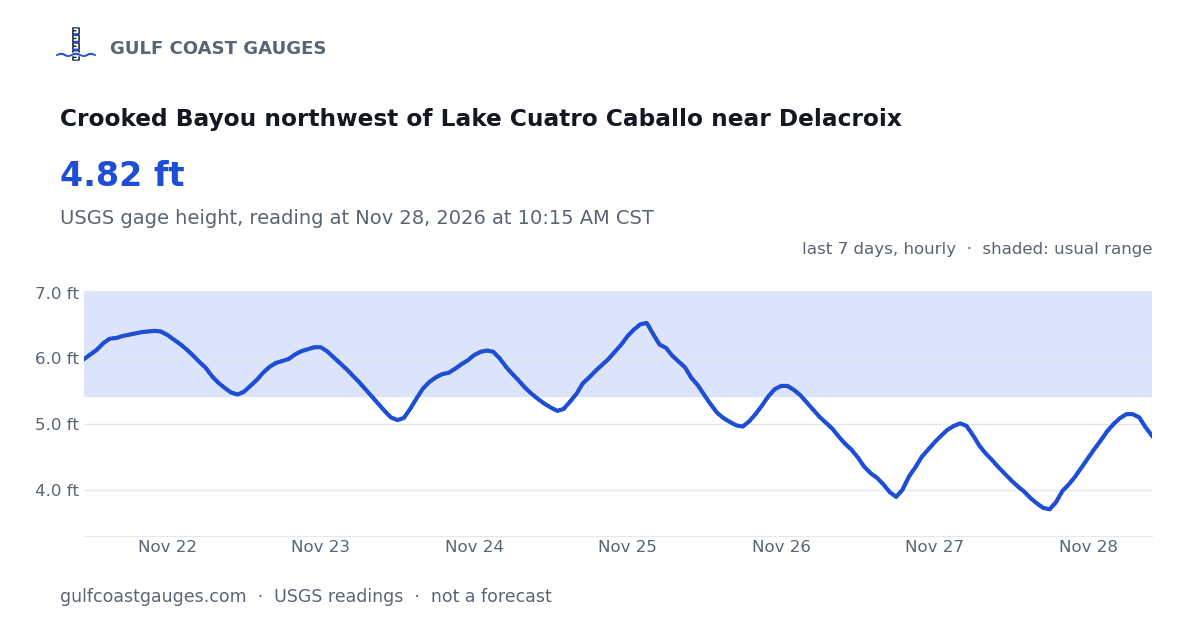 GULF COAST GAUGES
Crooked Bayou northwest of Lake Cuatro Caballo near Delacroix
4.82 ft
USGS gage height, reading at Nov 28, 2026 at 10:15 AM CST
last 7 days, hourly · shaded: usual range
7.0 ft
6.0 ft
5.0 ft
4.0 ft
Nov 22 Nov 23 Nov 24 Nov 25 Nov 26 Nov 27 Nov 28
gulfcoastgauges.com · USGS readings · not a forecast